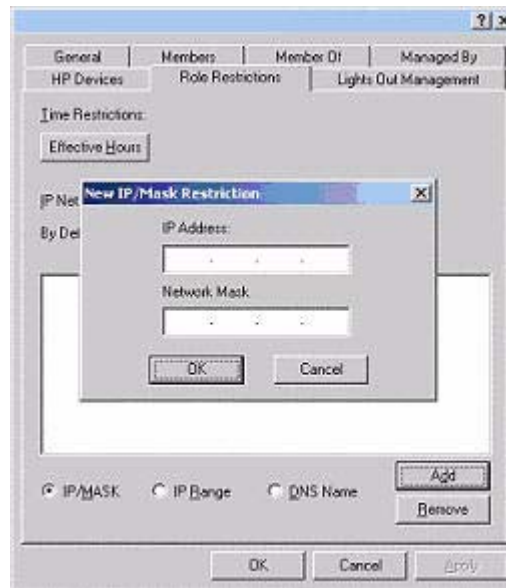 General Members Member Of Managed By
HP Devices Role Restrictions Lights Out Management
Time Restrictions:
Effective Hours
IP Net
By Del
New IP/Mask Restriction
IP Address:
Network Mask
OK Cancel
IP/MASK IP Range DNS Name
Add
Remove
OK Cancel Apply